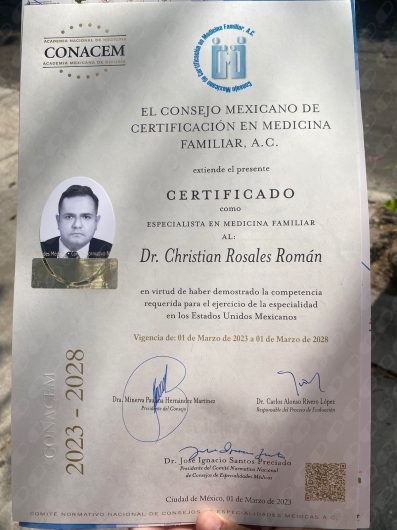 ACADEMIA NACIONAL DE MEDICINA
CONACEM
ACADEMIA MEXICANA DE CIRUGÍA
Consejo Mexicano de Certificación en Medicina Familiar, A.C.
EL CONSEJO MEXICANO DE
CERTIFICACIÓN EN MEDICINA
FAMILIAR, A.C.
extiende el presente
CERTIFICADO
como
ESPECIALISTA EN MEDICINA FAMILIAR
AL:
Dr. Christian Rosales Román
en virtud de haber demostrado la competencia
requerida para el ejercicio de la especialidad
en los Estados Unidos Mexicanos
Vigencia de: 01 de Marzo de 2023 a 01 de Marzo de 2028
CONACEM
2023 - 2028
Dra. Minerva Paulina Hernández Martínez
Presidente del Consejo
Dr. Carlos Alonso Rivero López
Responsable del Proceso de Evaluación
Dr. José Ignacio Santos Preciado
Presidente del Comité Normativo Nacional
de Consejos de Especialidades Médicas
Ciudad de México, 01 de Marzo de 2023
COMITÉ NORMATIVO NACIONAL DE CONSEJOS DE ESPECIALIDADES MÉDICAS A.C.